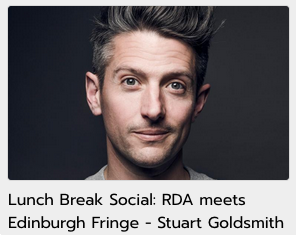 Lunch Break Social: RDA meets
Edinburgh Fringe - Stuart Goldsmith